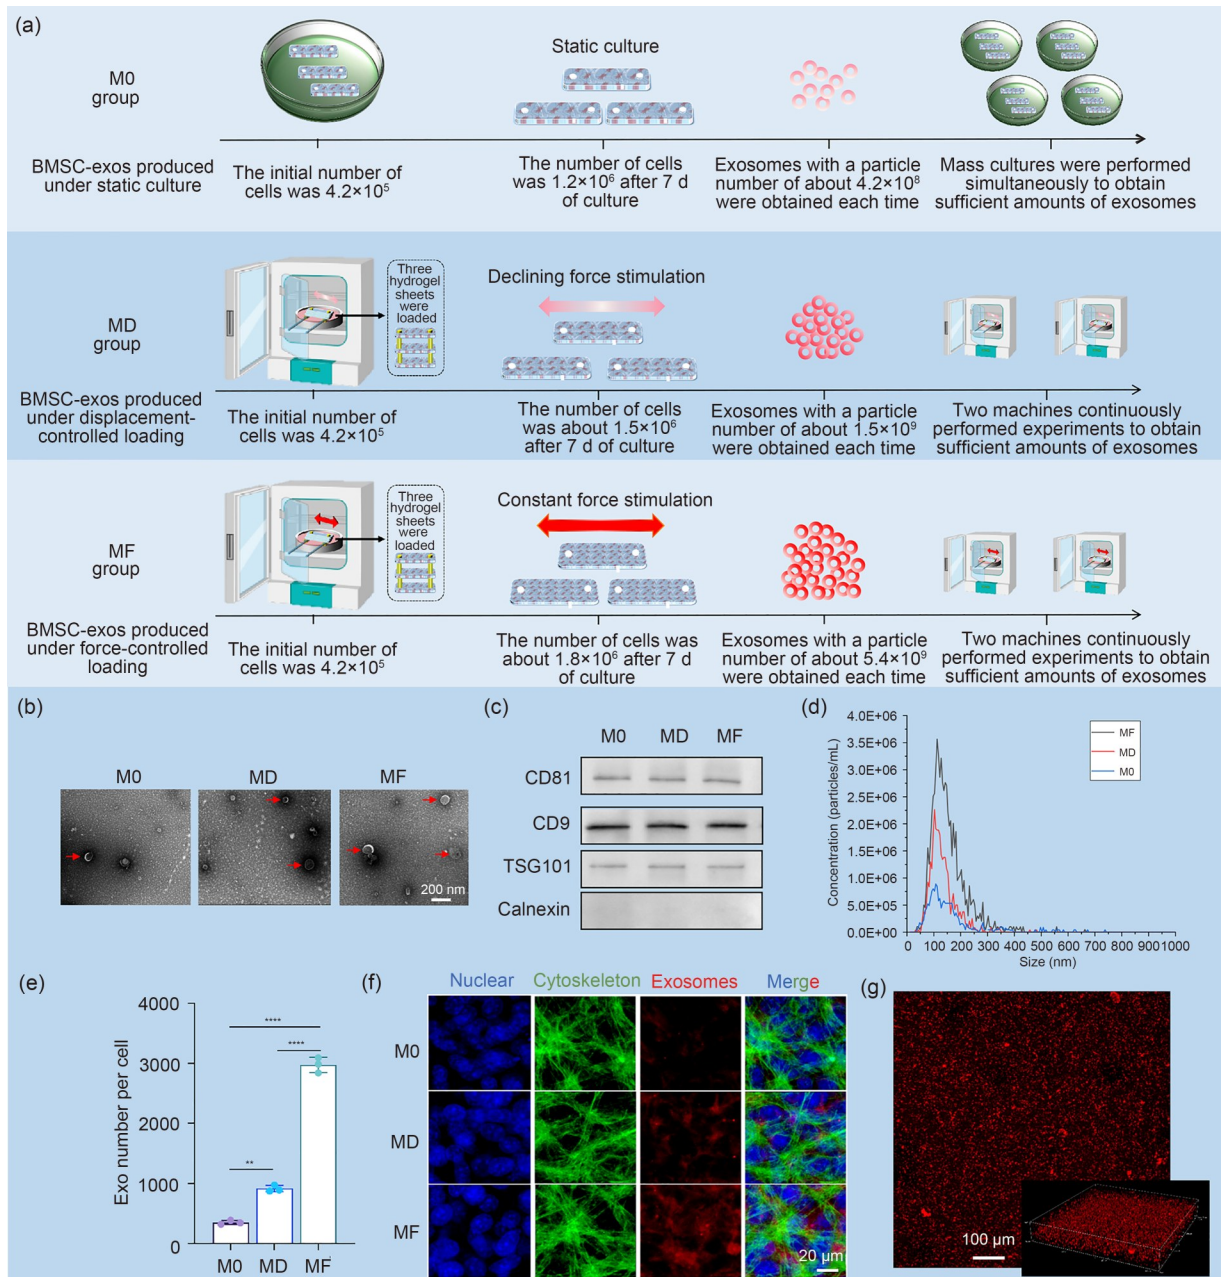 (a)
M0
group
BMSC-exos produced
under static culture
The initial number of
cells was 4.2×10⁵
Static culture
The number of cells
was 1.2×10⁶ after 7 d
of culture
Exosomes with a particle
number of about 4.2×10⁸
were obtained each time
Mass cultures were performed
simultaneously to obtain
sufficient amounts of exosomes
MD
group
BMSC-exos produced
under displacement-
controlled loading
Three
hydrogel
sheets
were
loaded
The initial number of
cells was 4.2×10⁵
Declining force stimulation
The number of cells
was about 1.5×10⁶
after 7 d of culture
Exosomes with a particle
number of about 1.5×10⁹
were obtained each time
Two machines continuously
performed experiments to obtain
sufficient amounts of exosomes
MF
group
BMSC-exos produced
under force-controlled
loading
Three
hydrogel
sheets
were
loaded
The initial number of
cells was 4.2×10⁵
Constant force stimulation
The number of cells was
about 1.8×10⁶ after 7 d
of culture
Exosomes with a particle
number of about 5.4×10⁹
were obtained each time
Two machines continuously
performed experiments to obtain
sufficient amounts of exosomes
(b)
M0
MD
MF
200 nm
(c)
M0 MD MF
CD81
CD9
TSG101
Calnexin
(d)
Concentration (particles/mL)
4.0E+06
3.5E+06
3.0E+06
2.5E+06
2.0E+06
1.5E+06
1.0E+06
5.0E+05
0.0E+00
0 100 200 300 400 500 600 700 800 900 1000
Size (nm)
MF
MD
M0
(e)
Exo number per cell
4000
3000
2000
1000
0
****
****
**
M0 MD MF
(f)
Nuclear Cytoskeleton Exosomes Merge
M0
MD
MF
20 μm
(g)
100 μm